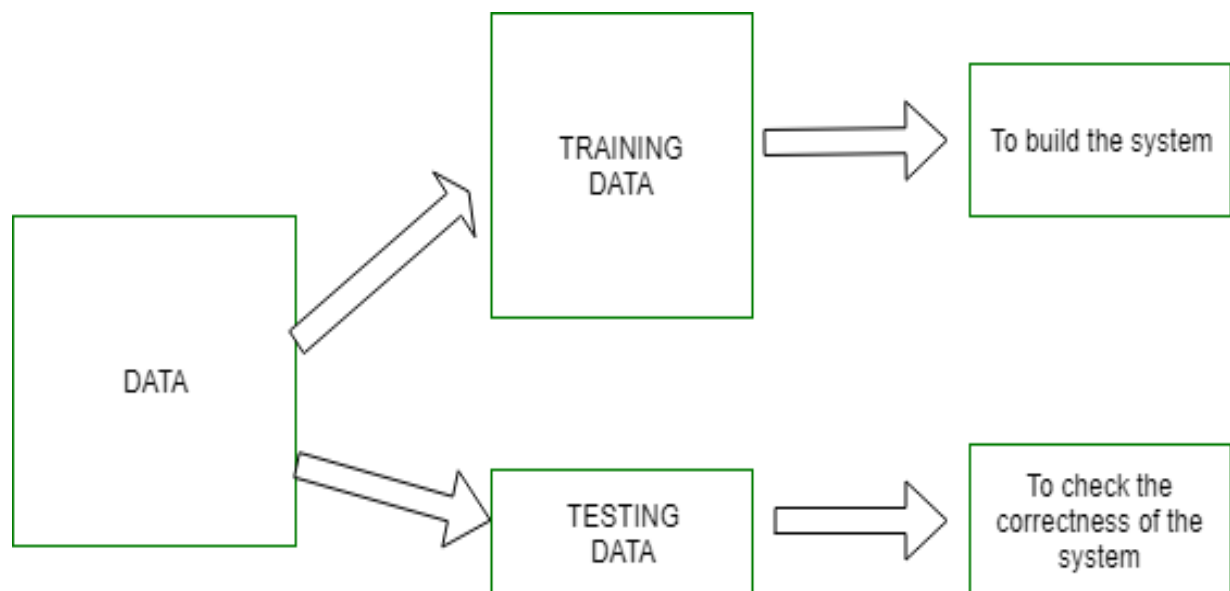 TRAINING
DATA
To build the system
DATA
TESTING
DATA
To check the
correctness of the
system